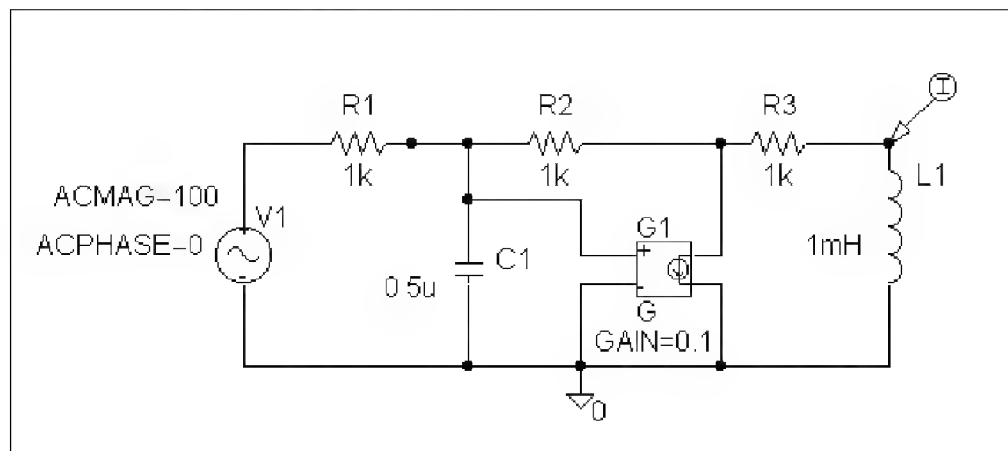 I
R1
R2
R3
1k
1k
1k
L1
ACMAG=100
V1
ACPHASE=0
G1
+
1mH
C1
0 5u
-
G
GAIN=0.1
0